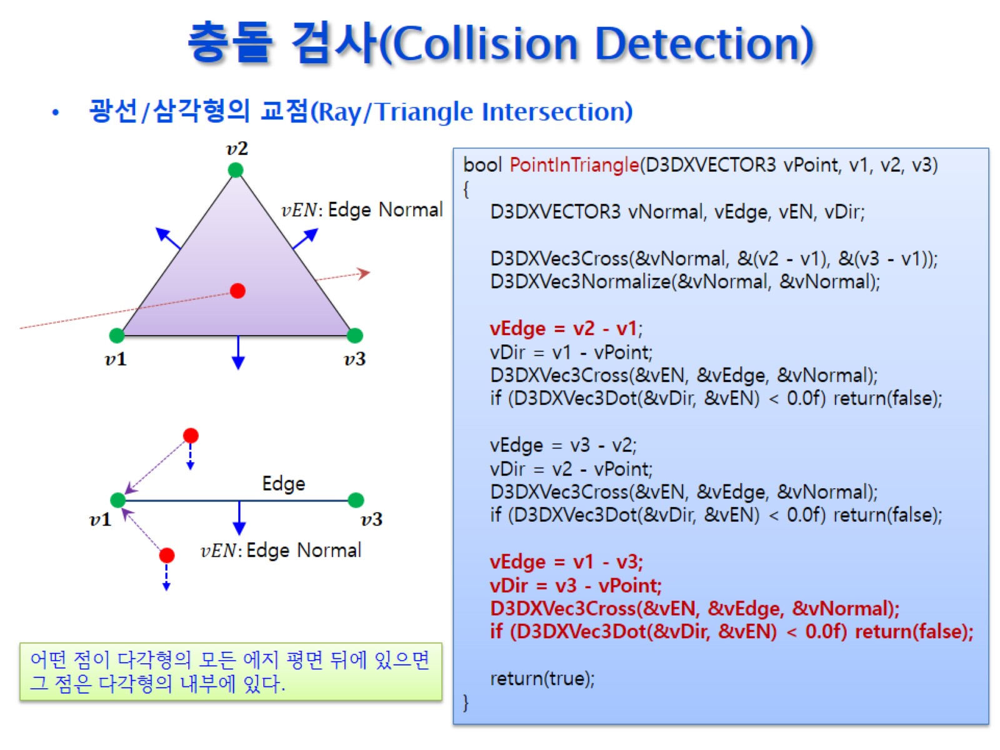 충돌 검사(Collision Detection)
• 광선/삼각형의 교점(Ray/Triangle Intersection)
v2
vEN: Edge Normal
v1
v3
Edge
v1
v3
vEN: Edge Normal
어떤 점이 다각형의 모든 에지 평면 뒤에 있으면
그 점은 다각형의 내부에 있다.
bool PointInTriangle(D3DXVECTOR3 vPoint, v1, v2, v3)
{
D3DXVECTOR3 vNormal, vEdge, vEN, vDir;
D3DXVec3Cross(&vNormal, &(v2 - v1), &(v3 - v1));
D3DXVec3Normalize(&vNormal, &vNormal);
vEdge = v2 - v1;
vDir = v1 - vPoint;
D3DXVec3Cross(&vEN, &vEdge, &vNormal);
if (D3DXVec3Dot(&vDir, &vEN) < 0.0f) return(false);
vEdge = v3 - v2;
vDir = v2 - vPoint;
D3DXVec3Cross(&vEN, &vEdge, &vNormal);
if (D3DXVec3Dot(&vDir, &vEN) < 0.0f) return(false);
vEdge = v1 - v3;
vDir = v3 - vPoint;
D3DXVec3Cross(&vEN, &vEdge, &vNormal);
if (D3DXVec3Dot(&vDir, &vEN) < 0.0f) return(false);
return(true);
}